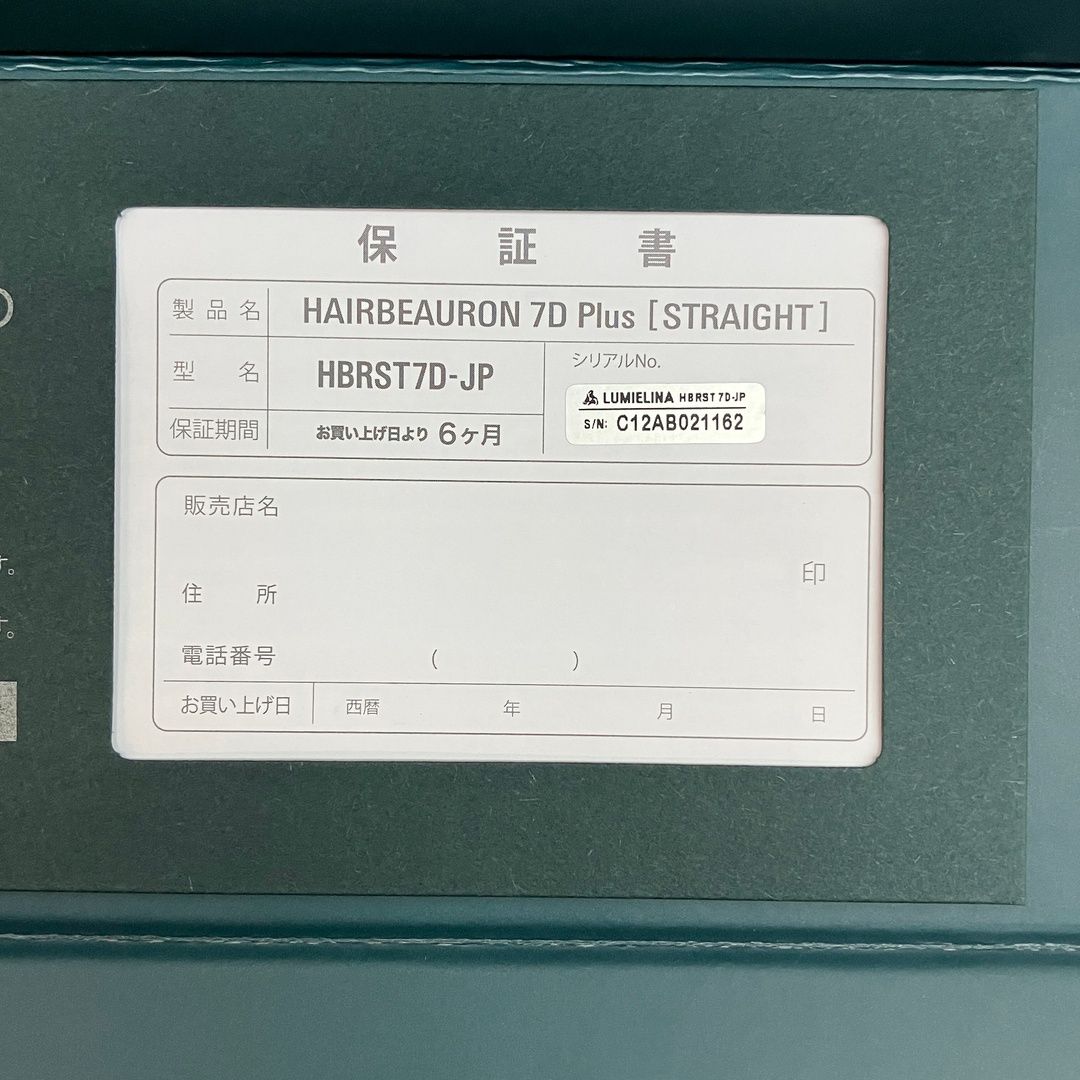 保 証 書
製品名 HAIRBEAURON 7D Plus [STRAIGHT]
型 名 HBRST7D-JP
シリアルNo.
LUMIELINA HBRST7D-JP
S/N: C12AB021162
保証期間 お買い上げ日より 6ヶ月
販売店名
印
住 所
電話番号 ( )
お買い上げ日 西暦 年 月 日
す。
す。